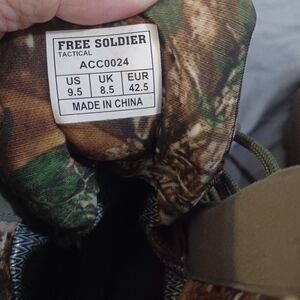 FREE SOLDIER
TACTICAL
ACC0024
US UK EUR
9.5 8.5 42.5
MADE IN CHINA